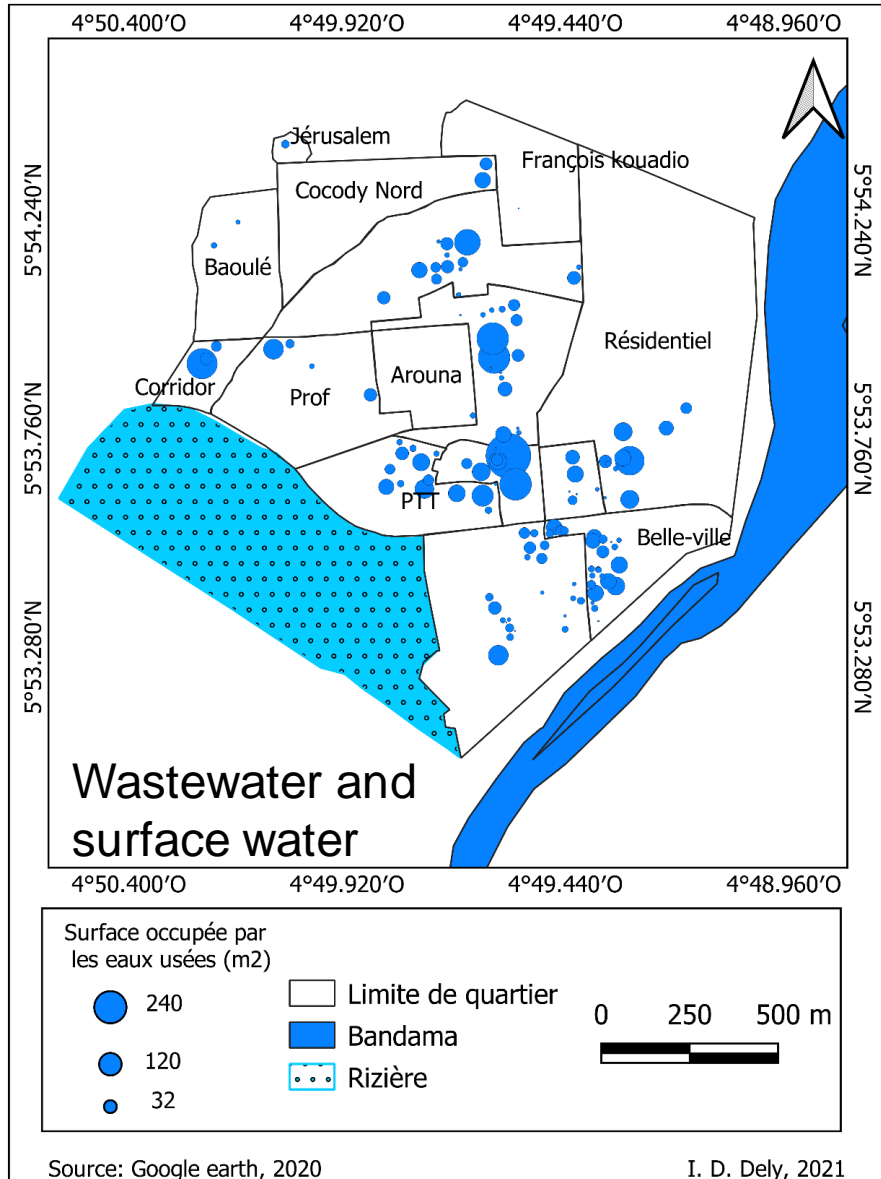 4°50.400′O 4°49.920′O 4°49.440′O 4°48.960′O
5°54.240′N
5°53.760′N
5°53.280′N
5°54.240′N
5°53.760′N
5°53.280′N
Jérusalem
François kouadio
Cocody Nord
Baoulé
Résidentiel
Arouna
Corridor
Prof
PTT
Belle-ville
Wastewater and
surface water
4°50.400′O 4°49.920′O 4°49.440′O 4°48.960′O
Surface occupée par
les eaux usées (m2)
240
120
32
Limite de quartier
Bandama
Rizière
0 250 500 m
Source: Google earth, 2020
I. D. Dely, 2021